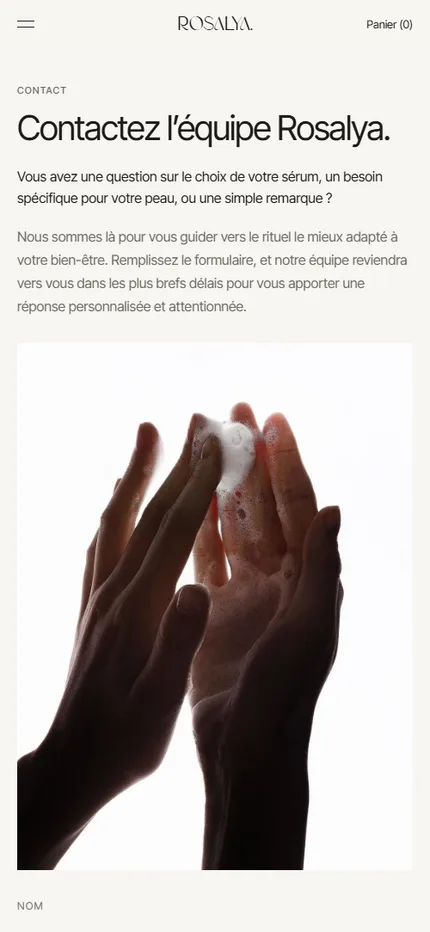 ROSALYA.
Panier (0)
CONTACT
Contactez l’équipe Rosalya.
Vous avez une question sur le choix de votre sérum, un besoin
spécifique pour votre peau, ou une simple remarque ?
Nous sommes là pour vous guider vers le rituel le mieux adapté à
votre bien-être. Remplissez le formulaire, et notre équipe reviendra
vers vous dans les plus brefs délais pour vous apporter une
réponse personnalisée et attentionnée.
NOM